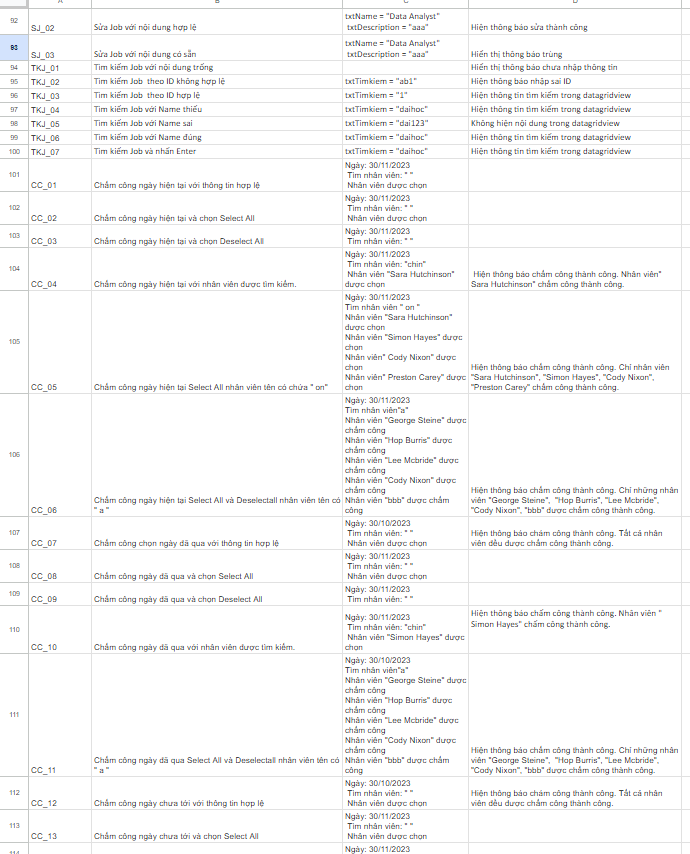 A B C D
92 SJ_02 Sửa Job với nội dung hợp lệ
txtName = "Data Analyst"
txtDescription = "aaa"
Hiện thông báo sửa thành công
93 SJ_03 Sửa Job với nội dung có sẵn
txtName = "Data Analyst"
txtDescription = "aaa"
Hiển thị thông báo trùng
94 TKJ_01 Tìm kiếm Job với nội dung trống Hiển thị thông báo chưa nhập thông tin
95 TKJ_02 Tìm kiếm Job theo ID không hợp lệ txtTimkiem = "ab1" Hiện thông báo nhập sai ID
96 TKJ_03 Tìm kiếm Job theo ID hợp lệ txtTimkiem = "1" Hiện thông tin tìm kiếm trong datagridview
97 TKJ_04 Tìm kiếm Job với Name thiếu txtTimkiem = "daihoc" Hiện thông tin tìm kiếm trong datagridview
98 TKJ_05 Tìm kiếm Job với Name sai txtTimkiem = "dai123" Không hiện nội dung trong datagridview
99 TKJ_06 Tìm kiếm Job với Name đúng txtTimkiem = "daihoc" Hiện thông tin tìm kiếm trong datagridview
100 TKJ_07 Tìm kiếm Job và nhấn Enter txtTimkiem = "daihoc" Hiện thông tin tìm kiếm trong datagridview
101 CC_01 Chấm công ngày hiện tại với thông tin hợp lệ
Ngày: 30/11/2023
Tìm nhân viên: " "
Nhân viên được chọn
102 CC_02 Chấm công ngày hiện tại và chọn Select All
Ngày: 30/11/2023
Tìm nhân viên: " "
Nhân viên được chọn
103 CC_03 Chấm công ngày hiện tại và chọn Deselect All
Ngày: 30/11/2023
Tìm nhân viên: " "
104 CC_04 Chấm công ngày hiện tại với nhân viên được tìm kiếm.
Ngày: 30/11/2023
Tìm nhân viên: "chin"
Nhân viên "Sara Hutchinson"
được chọn
Hiện thông báo chấm công thành công. Nhân viên"
Sara Hutchinson" chấm công thành công.
105 CC_05 Chấm công ngày hiện tại Select All nhân viên tên có chứa " on"
Ngày: 30/11/2023
Tìm nhân viên " on "
Nhân viên "Sara Hutchinson"
được chọn
Nhân viên "Simon Hayes" được
chọn
Nhân viên" Cody Nixon" được
chọn
Nhân viên" Preston Carey" được
chọn
Hiện thông báo chấm công thành công. Chỉ nhân viên
"Sara Hutchinson", "Simon Hayes", "Cody Nixon",
"Preston Carey" chấm công thành công.
106 CC_06 Chấm công ngày hiện tại Select All và Deselectall nhân viên tên có
" a "
Ngày: 30/11/2023
Tìm nhân viên"a"
Nhân viên "George Steine" được
chấm công
Nhân viên "Hop Burris" được
chấm công
Nhân viên "Lee Mcbride" được
chấm công
Nhân viên "Cody Nixon" được
chấm công
Nhân viên "bbb" được chấm
công
Hiện thông báo chấm công thành công. Chỉ những nhân
viên "George Steine", "Hop Burris", "Lee Mcbride",
"Cody Nixon", "bbb" được chấm công thành công.
107 CC_07 Chấm công chọn ngày đã qua với thông tin hợp lệ
Ngày: 30/10/2023
Tìm nhân viên: " "
Nhân viên được chọn
Hiện thông báo chám công thành công. Tất cả nhân
viên đều được chấm công thành công.
108 CC_08 Chấm công ngày đã qua và chọn Select All
Ngày: 30/11/2023
Tìm nhân viên: " "
Nhân viên được chọn
109 CC_09 Chấm công ngày đã qua và chọn Deselect All
Ngày: 30/11/2023
Tìm nhân viên: " "
110 CC_10 Chấm công ngày đã qua với nhân viên được tìm kiếm.
Ngày: 30/11/2023
Tìm nhân viên: "chin"
Nhân viên "Simon Hayes" được
chọn
Hiện thông báo chấm công thành công. Nhân viên "
Simon Hayes" chấm công thành công.
111 CC_11 Chấm công ngày đã qua Select All và Deselectall nhân viên tên có
" a "
Ngày: 30/10/2023
Tìm nhân viên"a"
Nhân viên "George Steine" được
chấm công
Nhân viên "Hop Burris" được
chấm công
Nhân viên "Lee Mcbride" được
chấm công
Nhân viên "Cody Nixon" được
chấm công
Nhân viên "bbb" được chấm
công
Hiện thông báo chấm công thành công. Chỉ những nhân
viên "George Steine", "Hop Burris", "Lee Mcbride",
"Cody Nixon", "bbb" được chấm công thành công.
112 CC_12 Chấm công ngày chưa tới với thông tin hợp lệ
Ngày: 30/10/2023
Tìm nhân viên: " "
Nhân viên được chọn
Hiện thông báo chám công thành công. Tất cả nhân
viên đều được chấm công thành công.
113 CC_13 Chấm công ngày chưa tới và chọn Select All
Ngày: 30/11/2023
Tìm nhân viên: " "
Nhân viên được chọn
114
Ngày: 30/11/2023